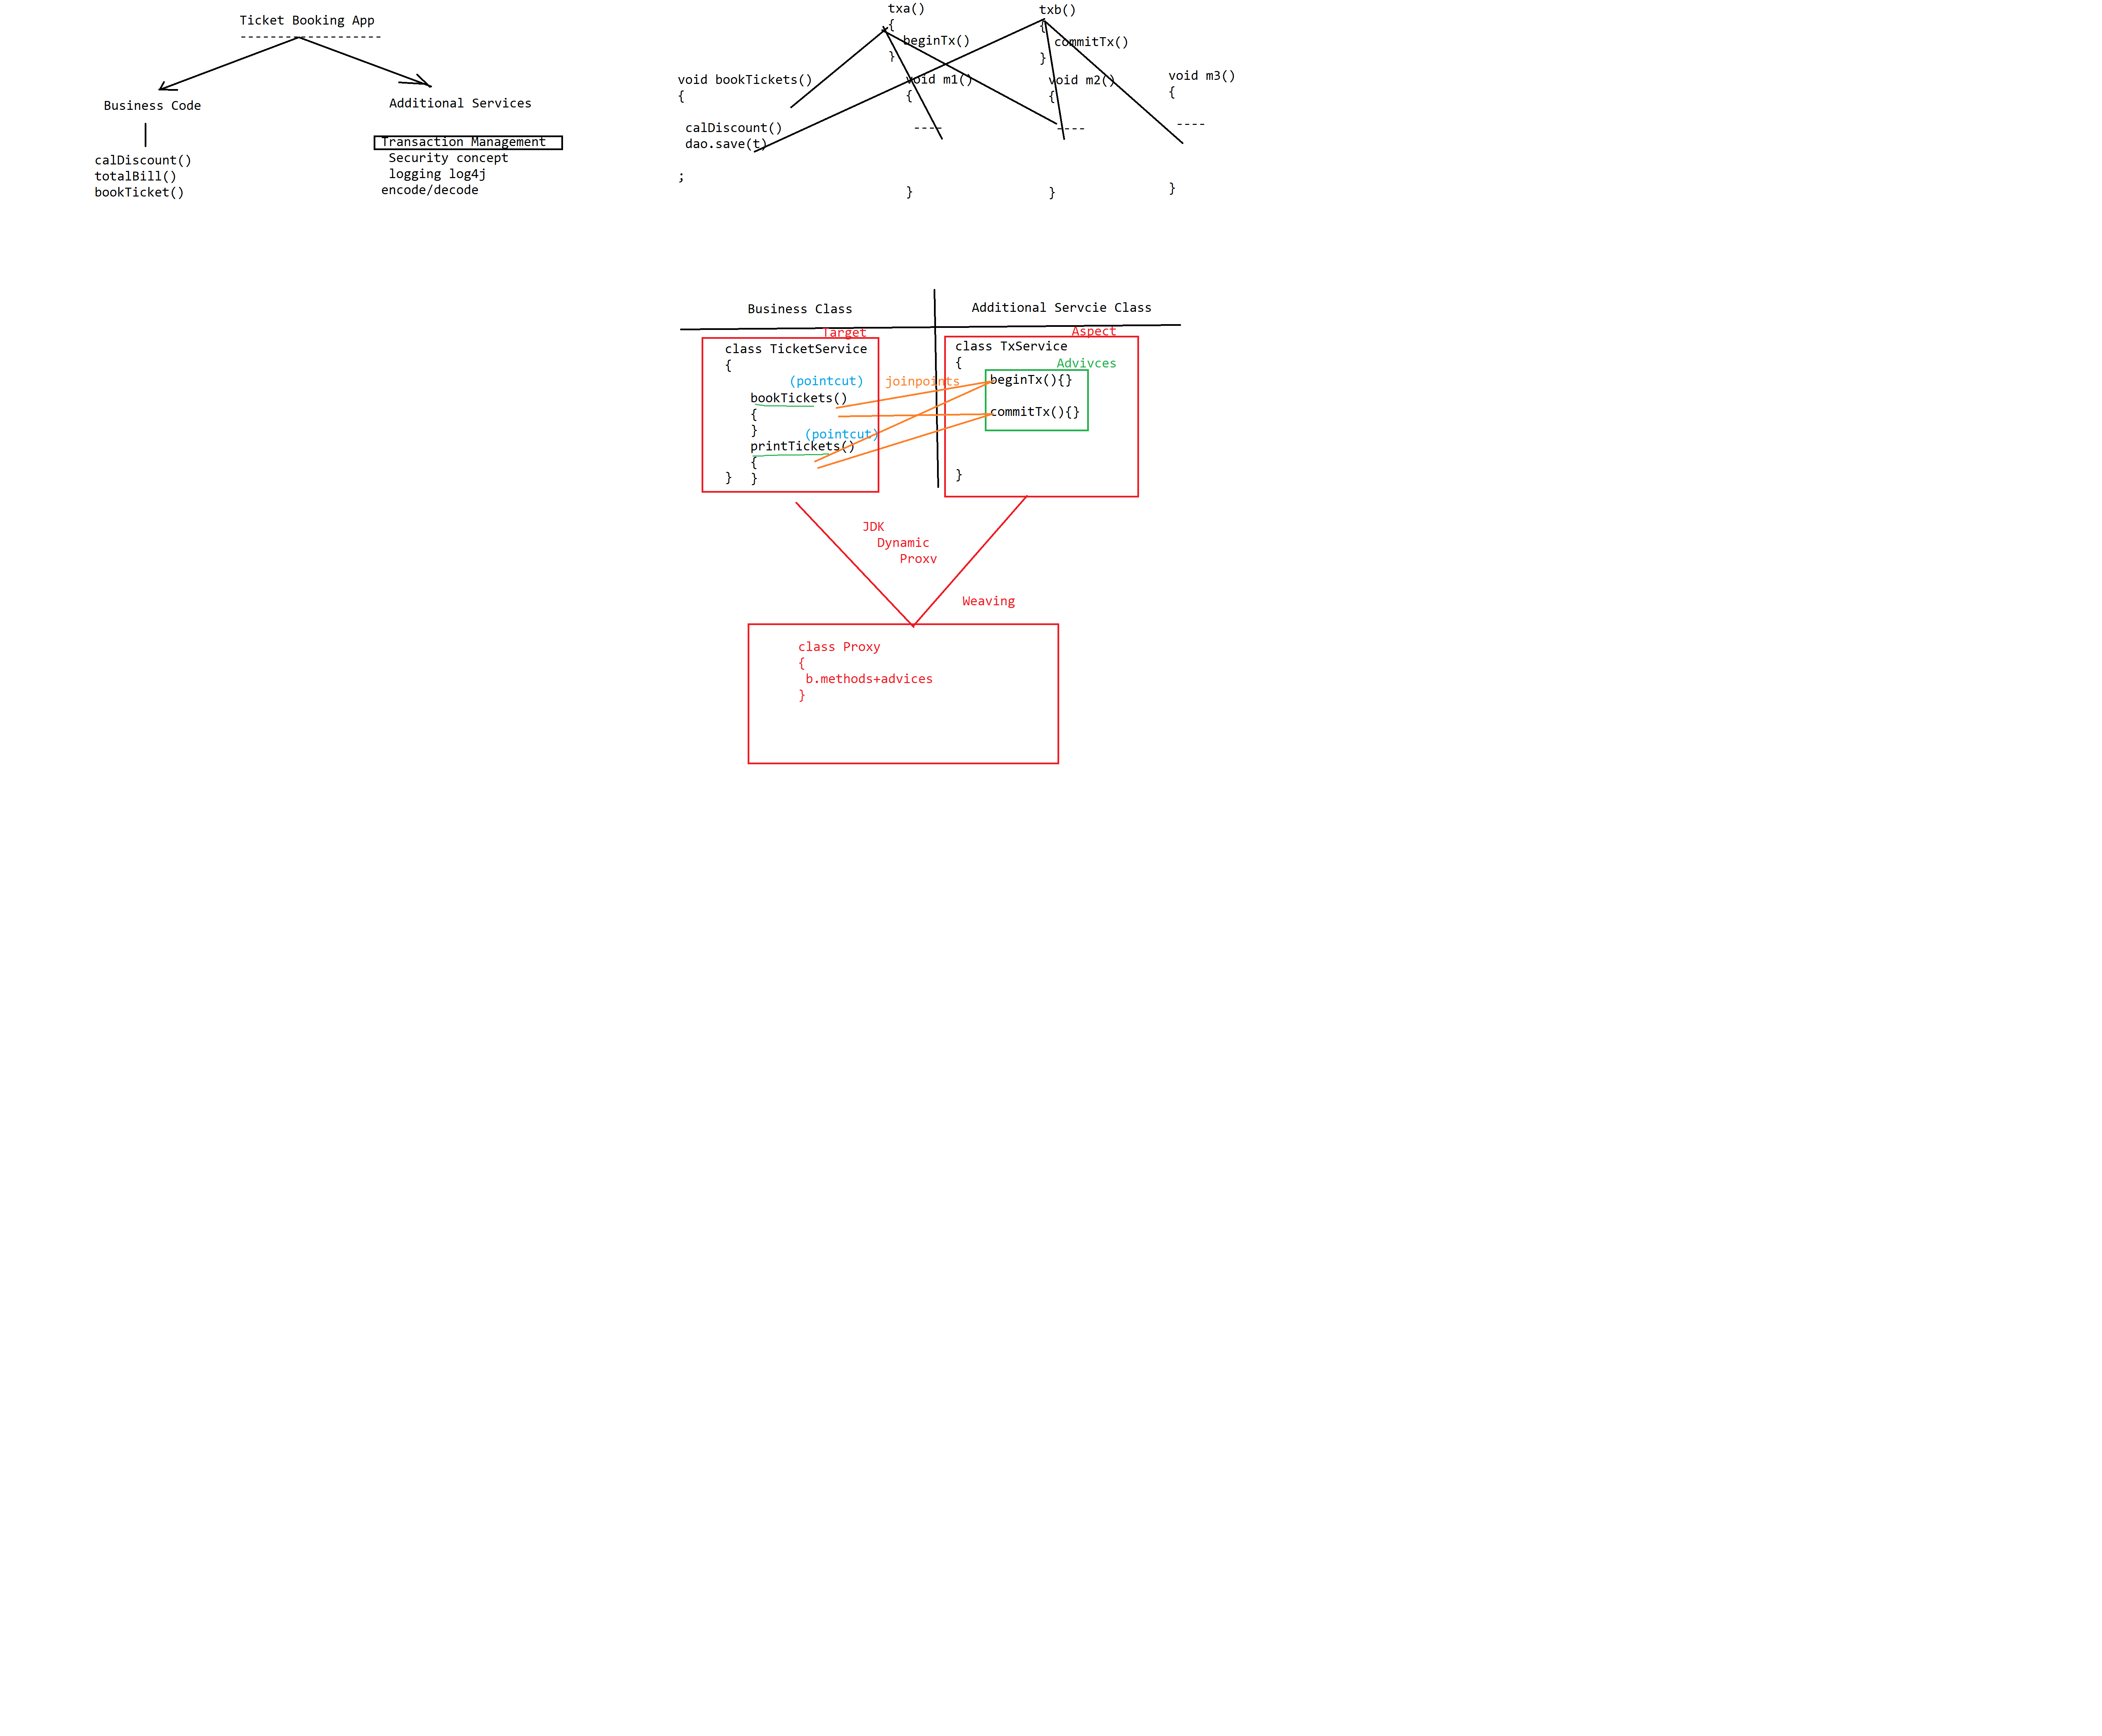 Ticket Booking App
-------------------
Business Code
calDiscount()
totalBill()
bookTicket()
Additional Services
Transaction Management
Security concept
logging log4j
encode/decode
txa()
{
beginTx()
}
txb()
{
commitTx()
}
void bookTickets()
{
calDiscount()
dao.save(t)
;
void m1()
{
----
}
void m2()
{
----
}
void m3()
{
----
}
Business Class
Additional Servcie Class
Target
class TicketService
{
(pointcut)
bookTickets()
{
}
(pointcut)
printTickets()
{
} }
joinpoints
Aspect
class TxService
{
Advivces
beginTx(){}
commitTx(){}
}
JDK
Dynamic
Proxv
Weaving
class Proxy
{
b.methods+advices
}